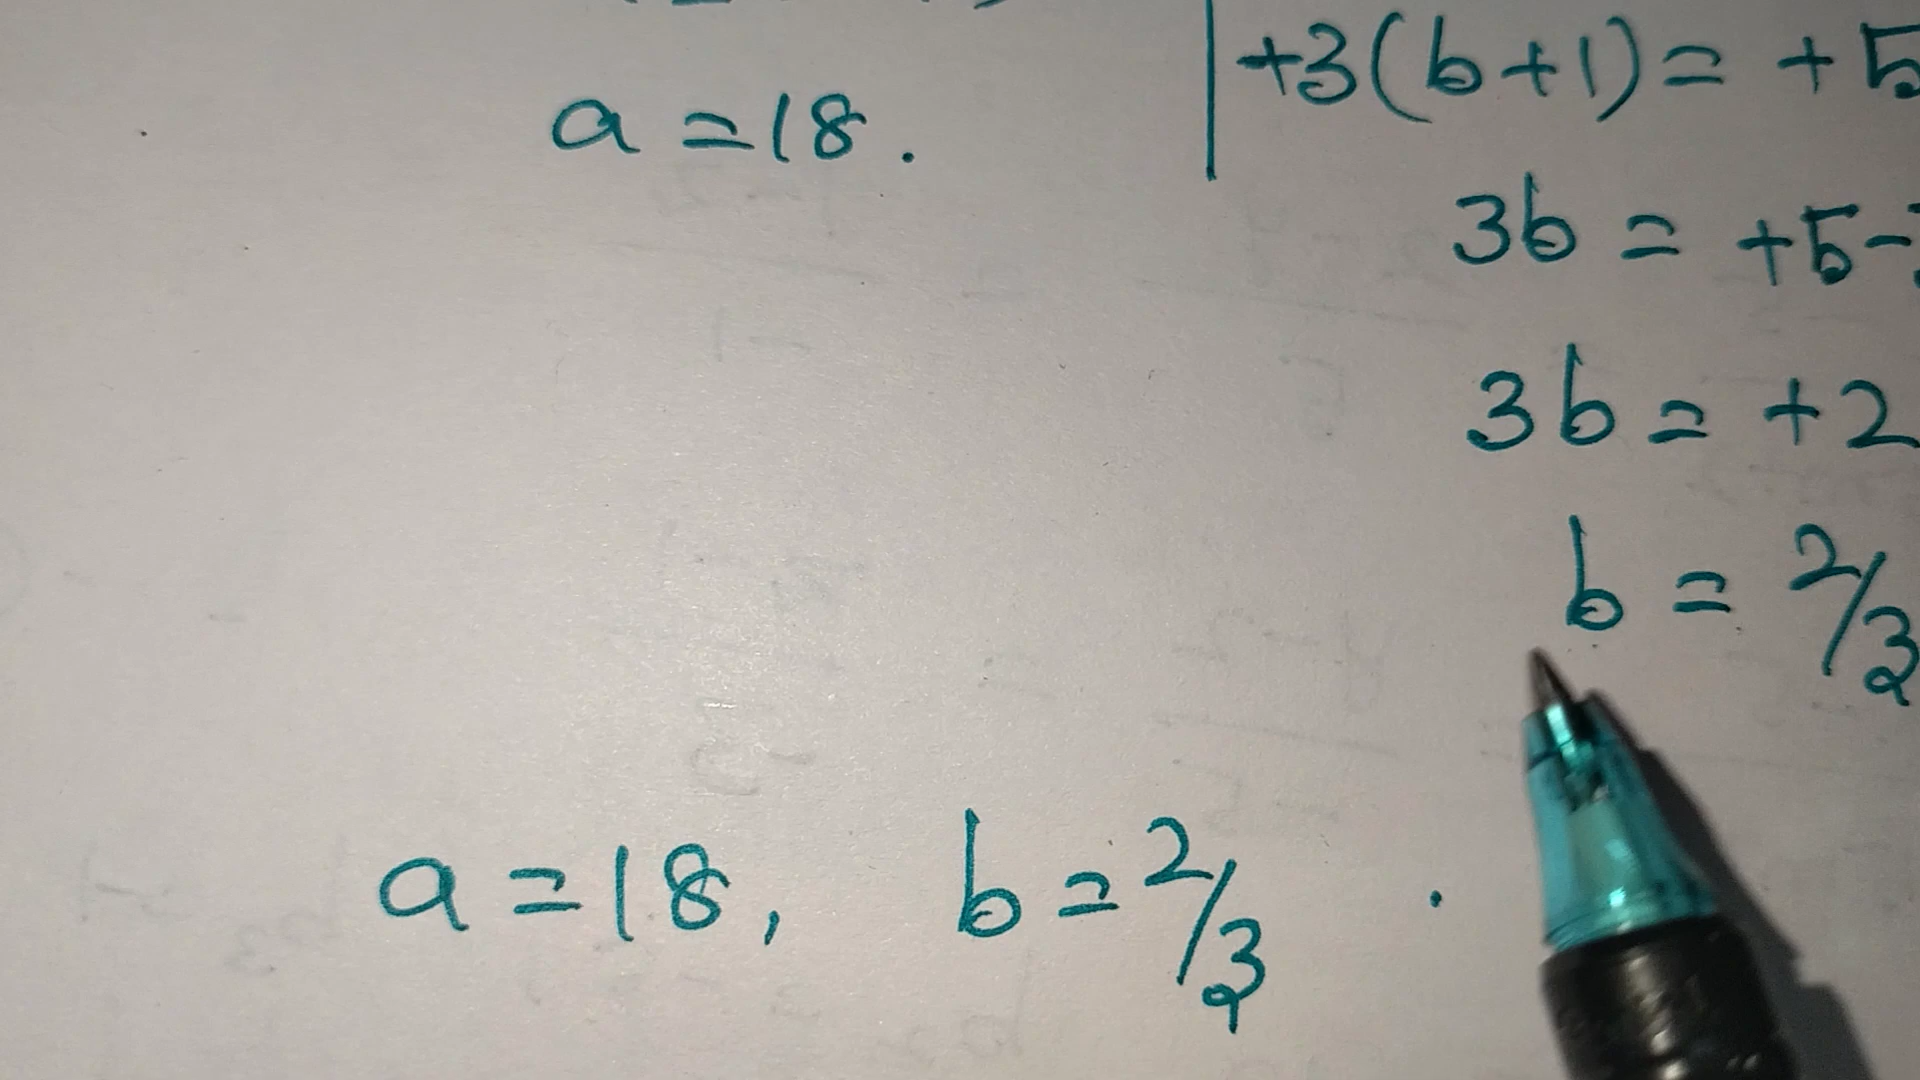 a = 18.
+3(b+1) = +5
3b = +5-
3b = +2
b = 2/3
a = 18, b = 2/3